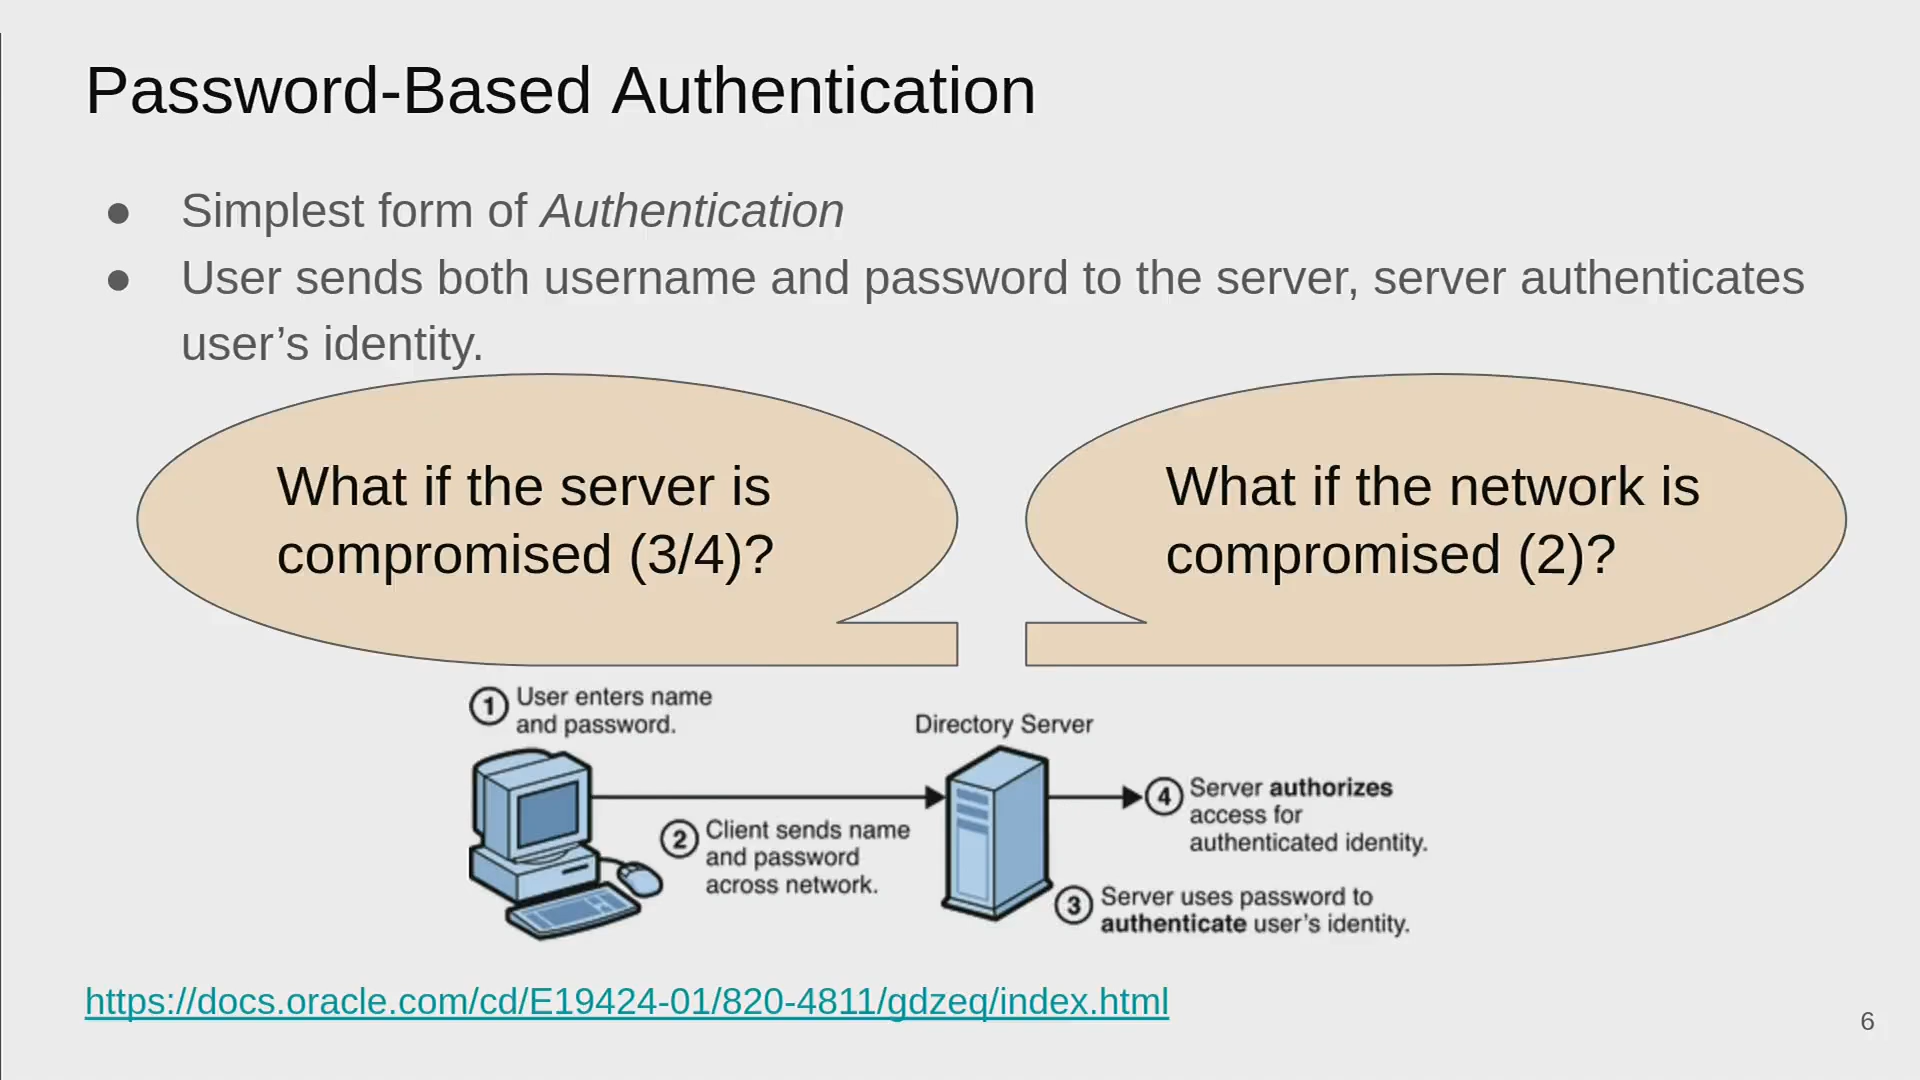 Password-Based Authentication
● Simplest form of Authentication
● User sends both username and password to the server, server authenticates
user’s identity.
What if the server is
compromised (3/4)?
What if the network is
compromised (2)?
1 User enters name
and password.
Directory Server
2 Client sends name
and password
across network.
4 Server authorizes
access for
authenticated identity.
3 Server uses password to
authenticate user’s identity.
https://docs.oracle.com/cd/E19424-01/820-4811/gdzeq/index.html
6